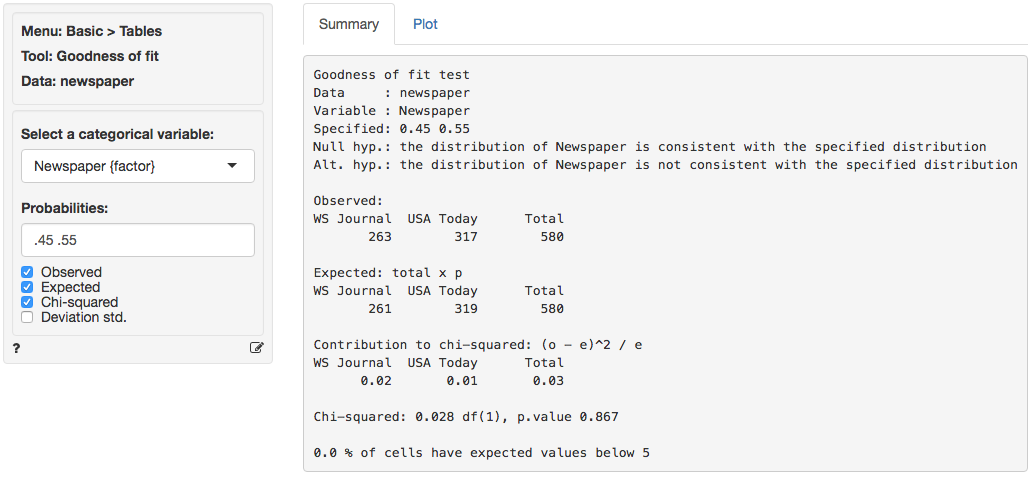 Menu: Basic > Tables
Tool: Goodness of fit
Data: newspaper
Select a categorical variable:
Newspaper {factor}
Probabilities:
.45 .55
Observed
Expected
Chi-squared
Deviation std.
?
Summary
Plot
Goodness of fit test
Data     : newspaper
Variable : Newspaper
Specified: 0.45 0.55
Null hyp.: the distribution of Newspaper is consistent with the specified distribution
Alt. hyp.: the distribution of Newspaper is not consistent with the specified distribution
Observed:
WS Journal  USA Today      Total
       263        317        580
Expected: total x p
WS Journal  USA Today      Total
       261        319        580
Contribution to chi-squared: (o - e)^2 / e
WS Journal  USA Today      Total
      0.02       0.01       0.03
Chi-squared: 0.028 df(1), p.value 0.867
0.0 % of cells have expected values below 5